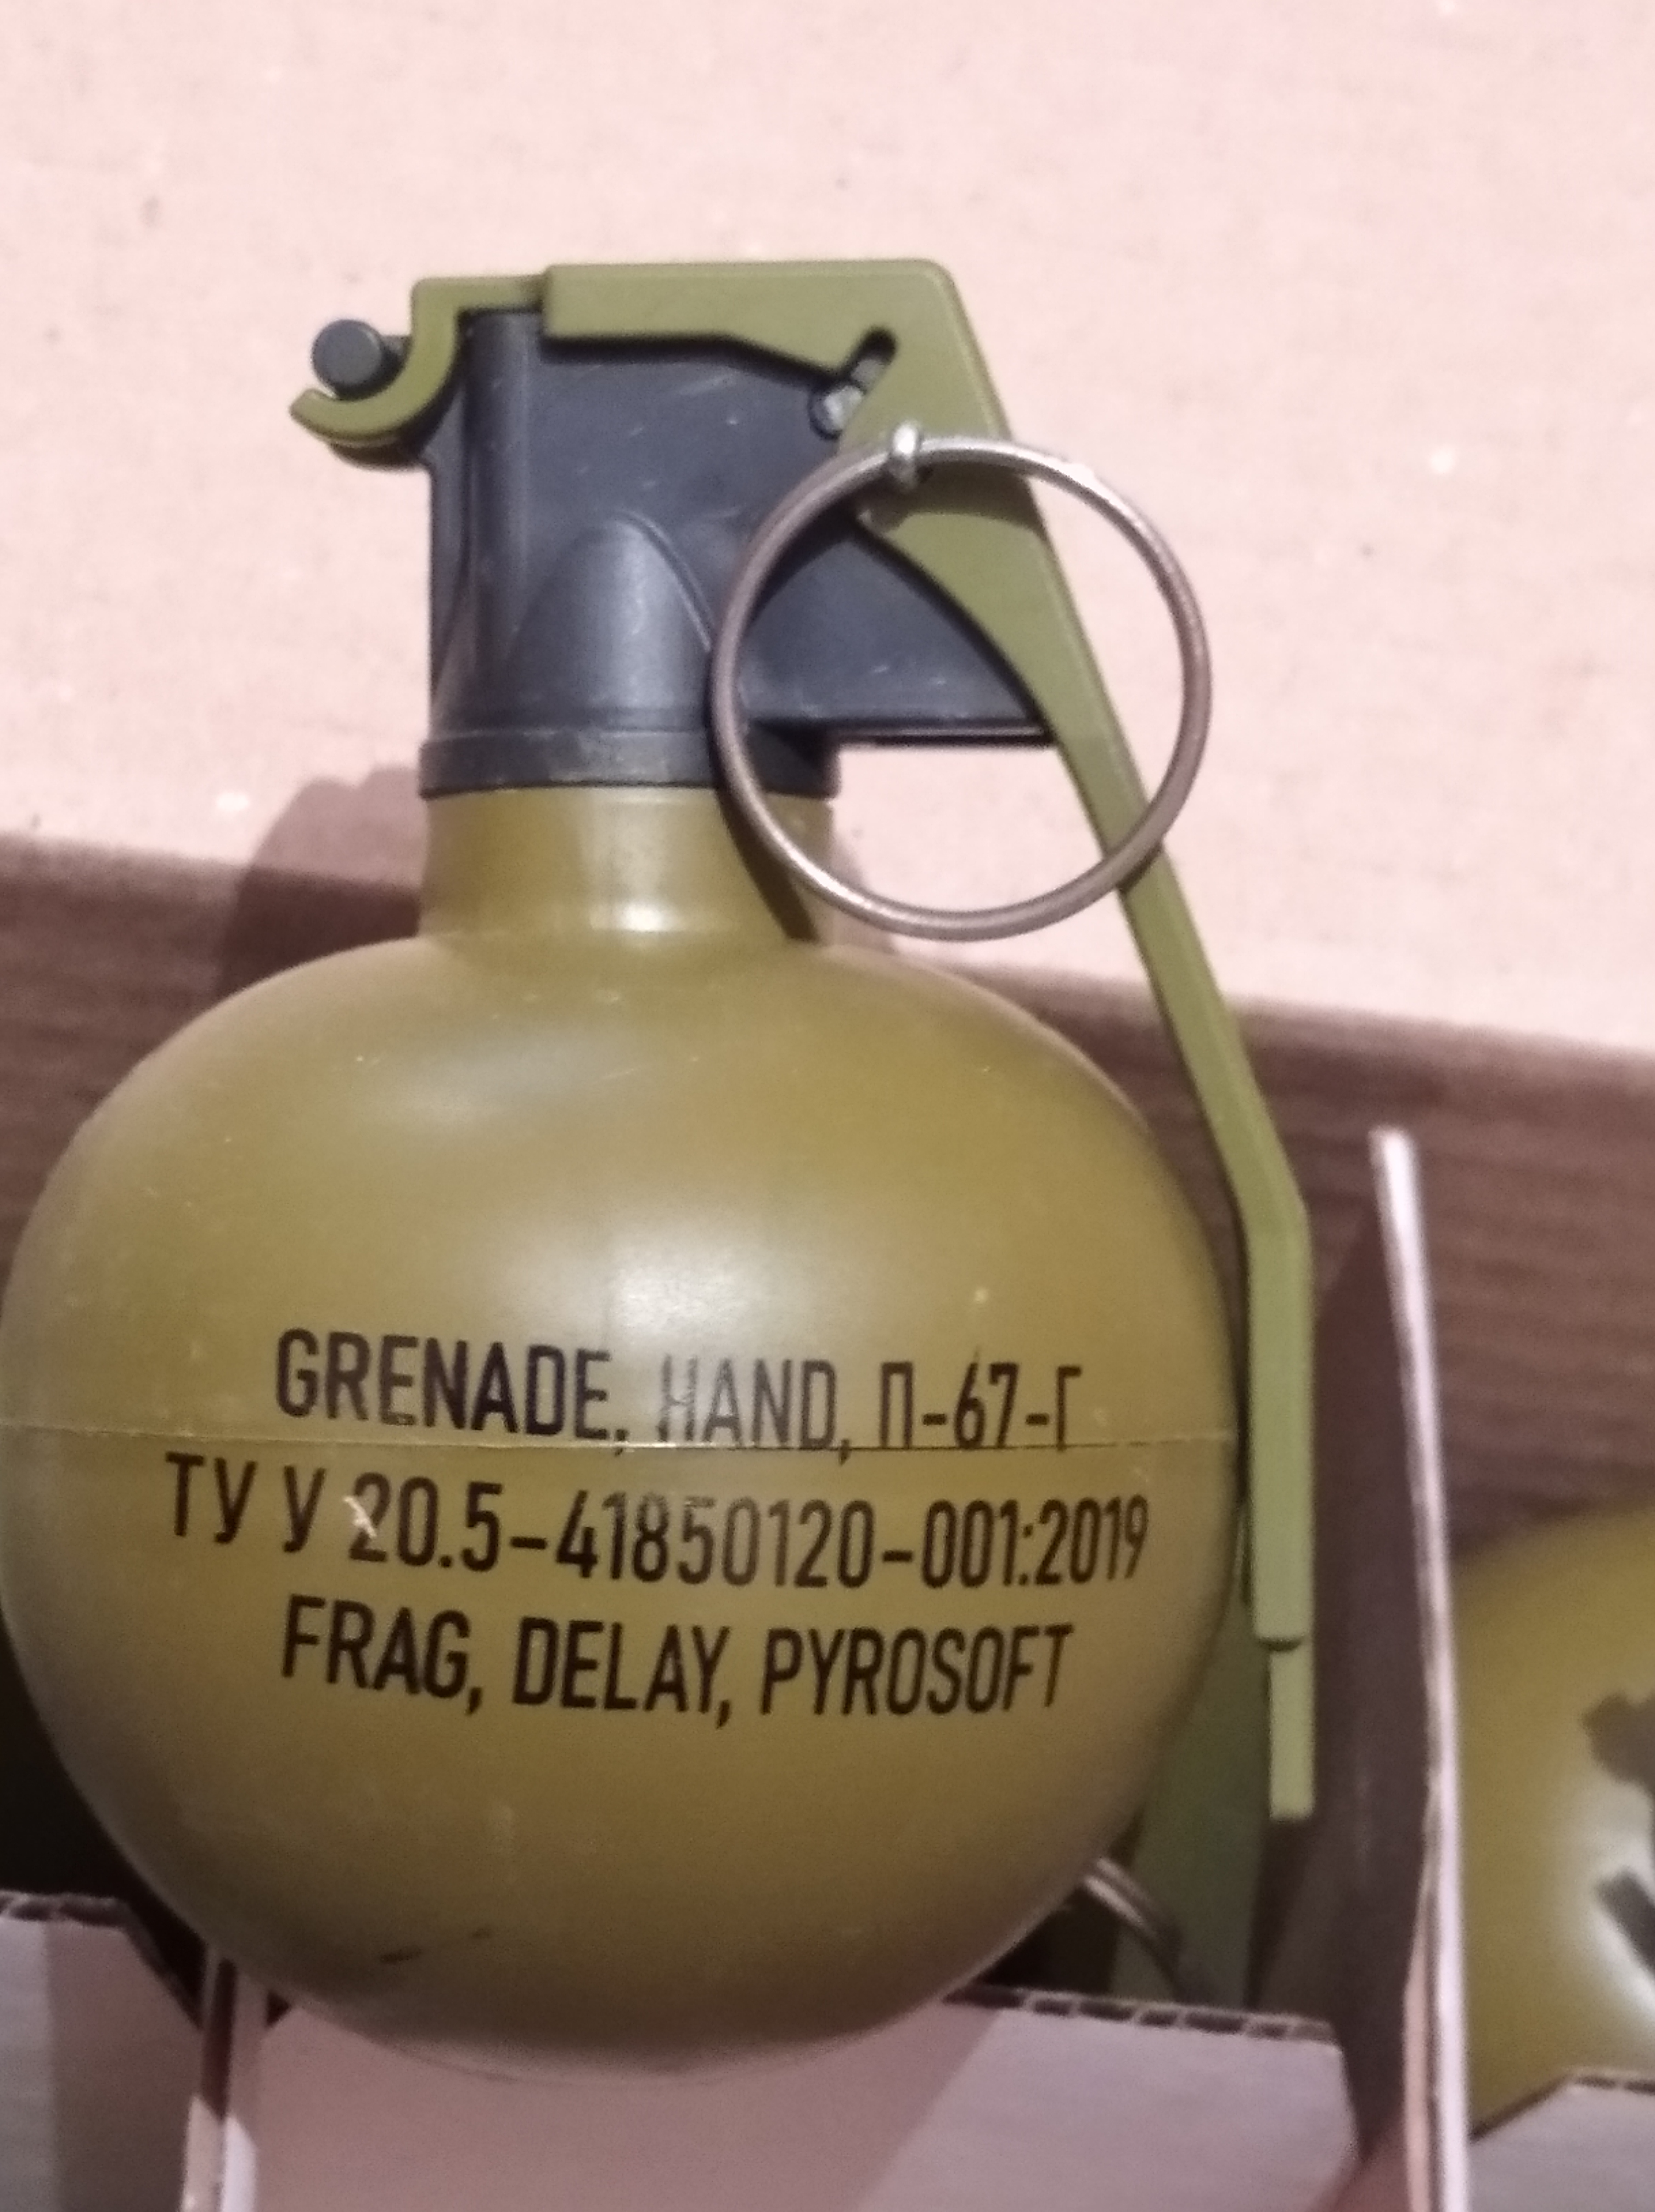 GRENADE, HAND, П-67-Г
ТУ У 20.5-41850120-001:2019
FRAG, DELAY, PYROSOFT